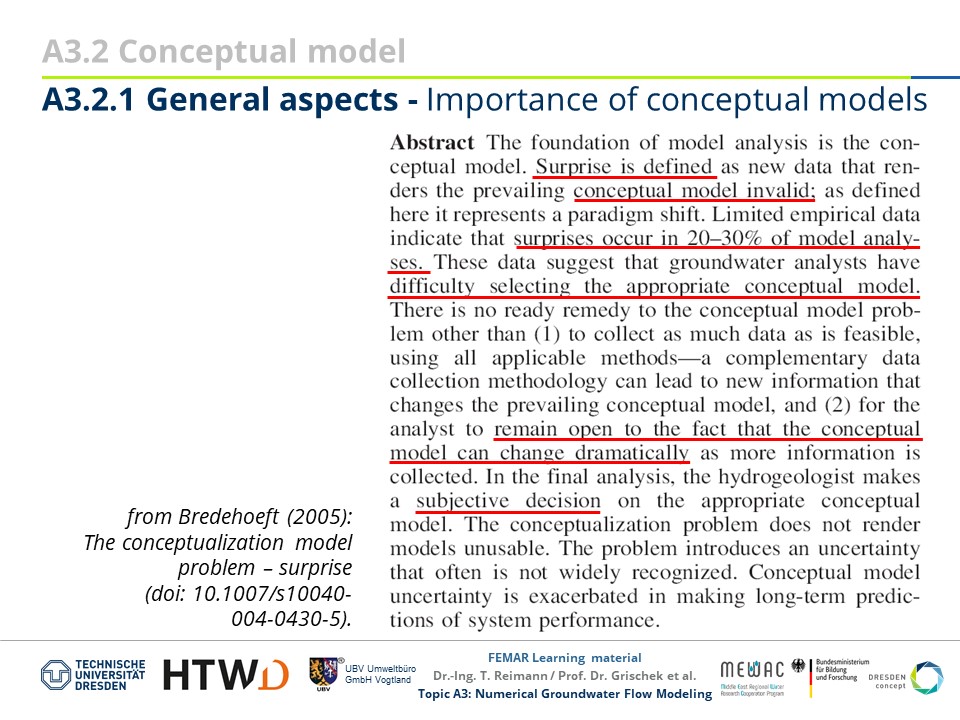 A3.2 Conceptual model
A3.2.1 General aspects - Importance of conceptual models
Abstract The foundation of model analysis is the con-
ceptual model. Surprise is defined as new data that ren-
ders the prevailing conceptual model invalid; as defined
here it represents a paradigm shift. Limited empirical data
indicate that surprises occur in 20–30% of model analy-
ses. These data suggest that groundwater analysts have
difficulty selecting the appropriate conceptual model.
There is no ready remedy to the conceptual model prob-
lem other than (1) to collect as much data as is feasible,
using all applicable methods—a complementary data
collection methodology can lead to new information that
changes the prevailing conceptual model, and (2) for the
analyst to remain open to the fact that the conceptual
model can change dramatically as more information is
collected. In the final analysis, the hydrogeologist makes
a subjective decision on the appropriate conceptual
model. The conceptualization problem does not render
models unusable. The problem introduces an uncertainty
that often is not widely recognized. Conceptual model
uncertainty is exacerbated in making long-term predic-
tions of system performance.
from Bredehoeft (2005):
The conceptualization model
problem – surprise
(doi: 10.1007/s10040-
004-0430-5).
TECHNISCHE
UNIVERSITÄT
DRESDEN
HTWD
UBV
®
UBV Umweltbüro
GmbH Vogtland
FEMAR Learning material
Dr.-Ing. T. Reimann / Prof. Dr. Grischek et al.
Topic A3: Numerical Groundwater Flow Modeling
MEWAC
Middle East Regional Water
Research Cooperation Program
Bundesministerium
für Bildung
und Forschung
DRESDEN
concept